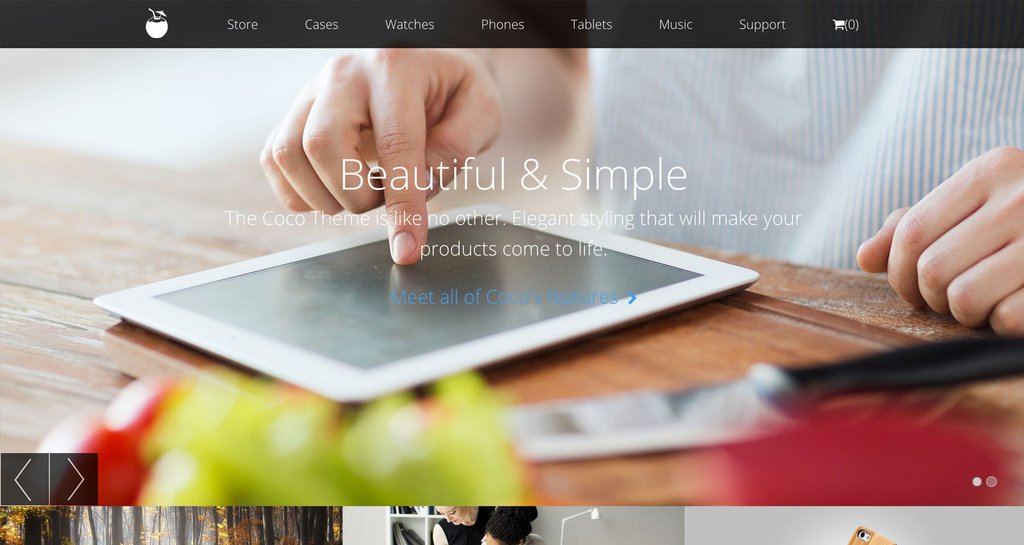 Store Cases Watches Phones Tablets Music Support (0)
Beautiful & Simple
The Coco Theme is like no other. Elegant styling that will make your
products come to life.
Meet all of Coco's features